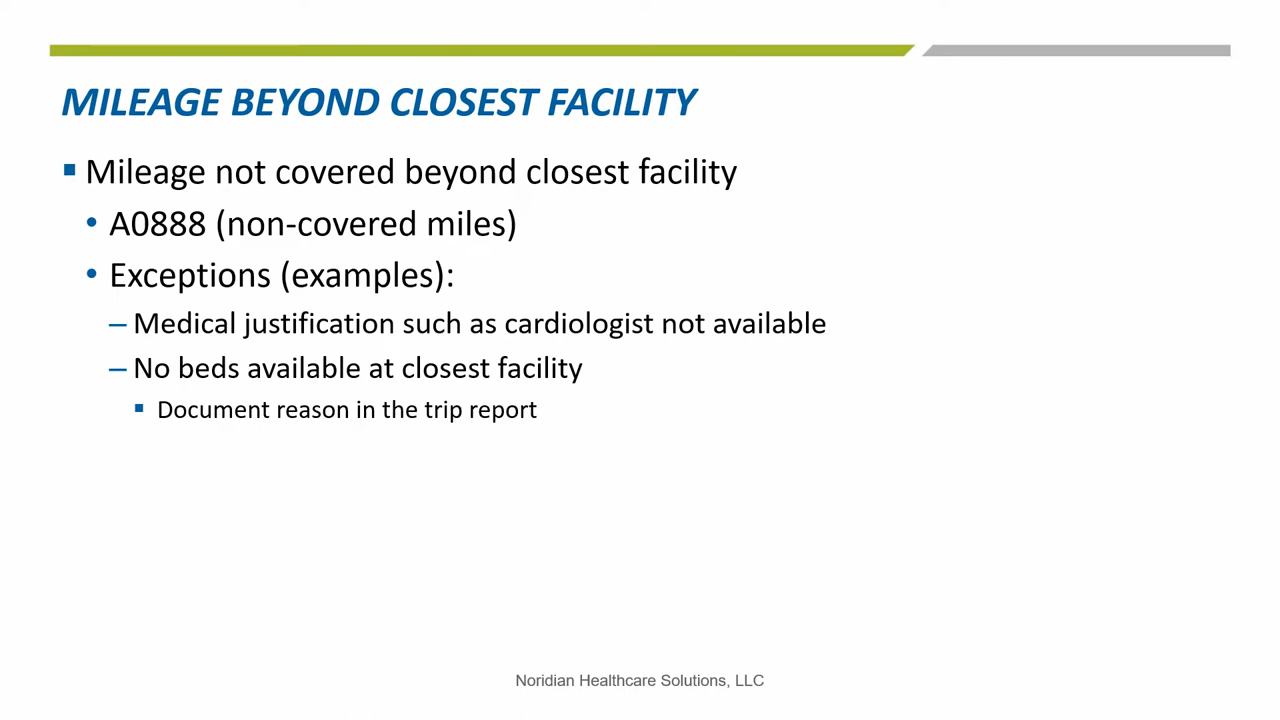 MILEAGE BEYOND CLOSEST FACILITY
▪ Mileage not covered beyond closest facility
• A0888 (non-covered miles)
• Exceptions (examples):
– Medical justification such as cardiologist not available
– No beds available at closest facility
▪ Document reason in the trip report
Noridian Healthcare Solutions, LLC